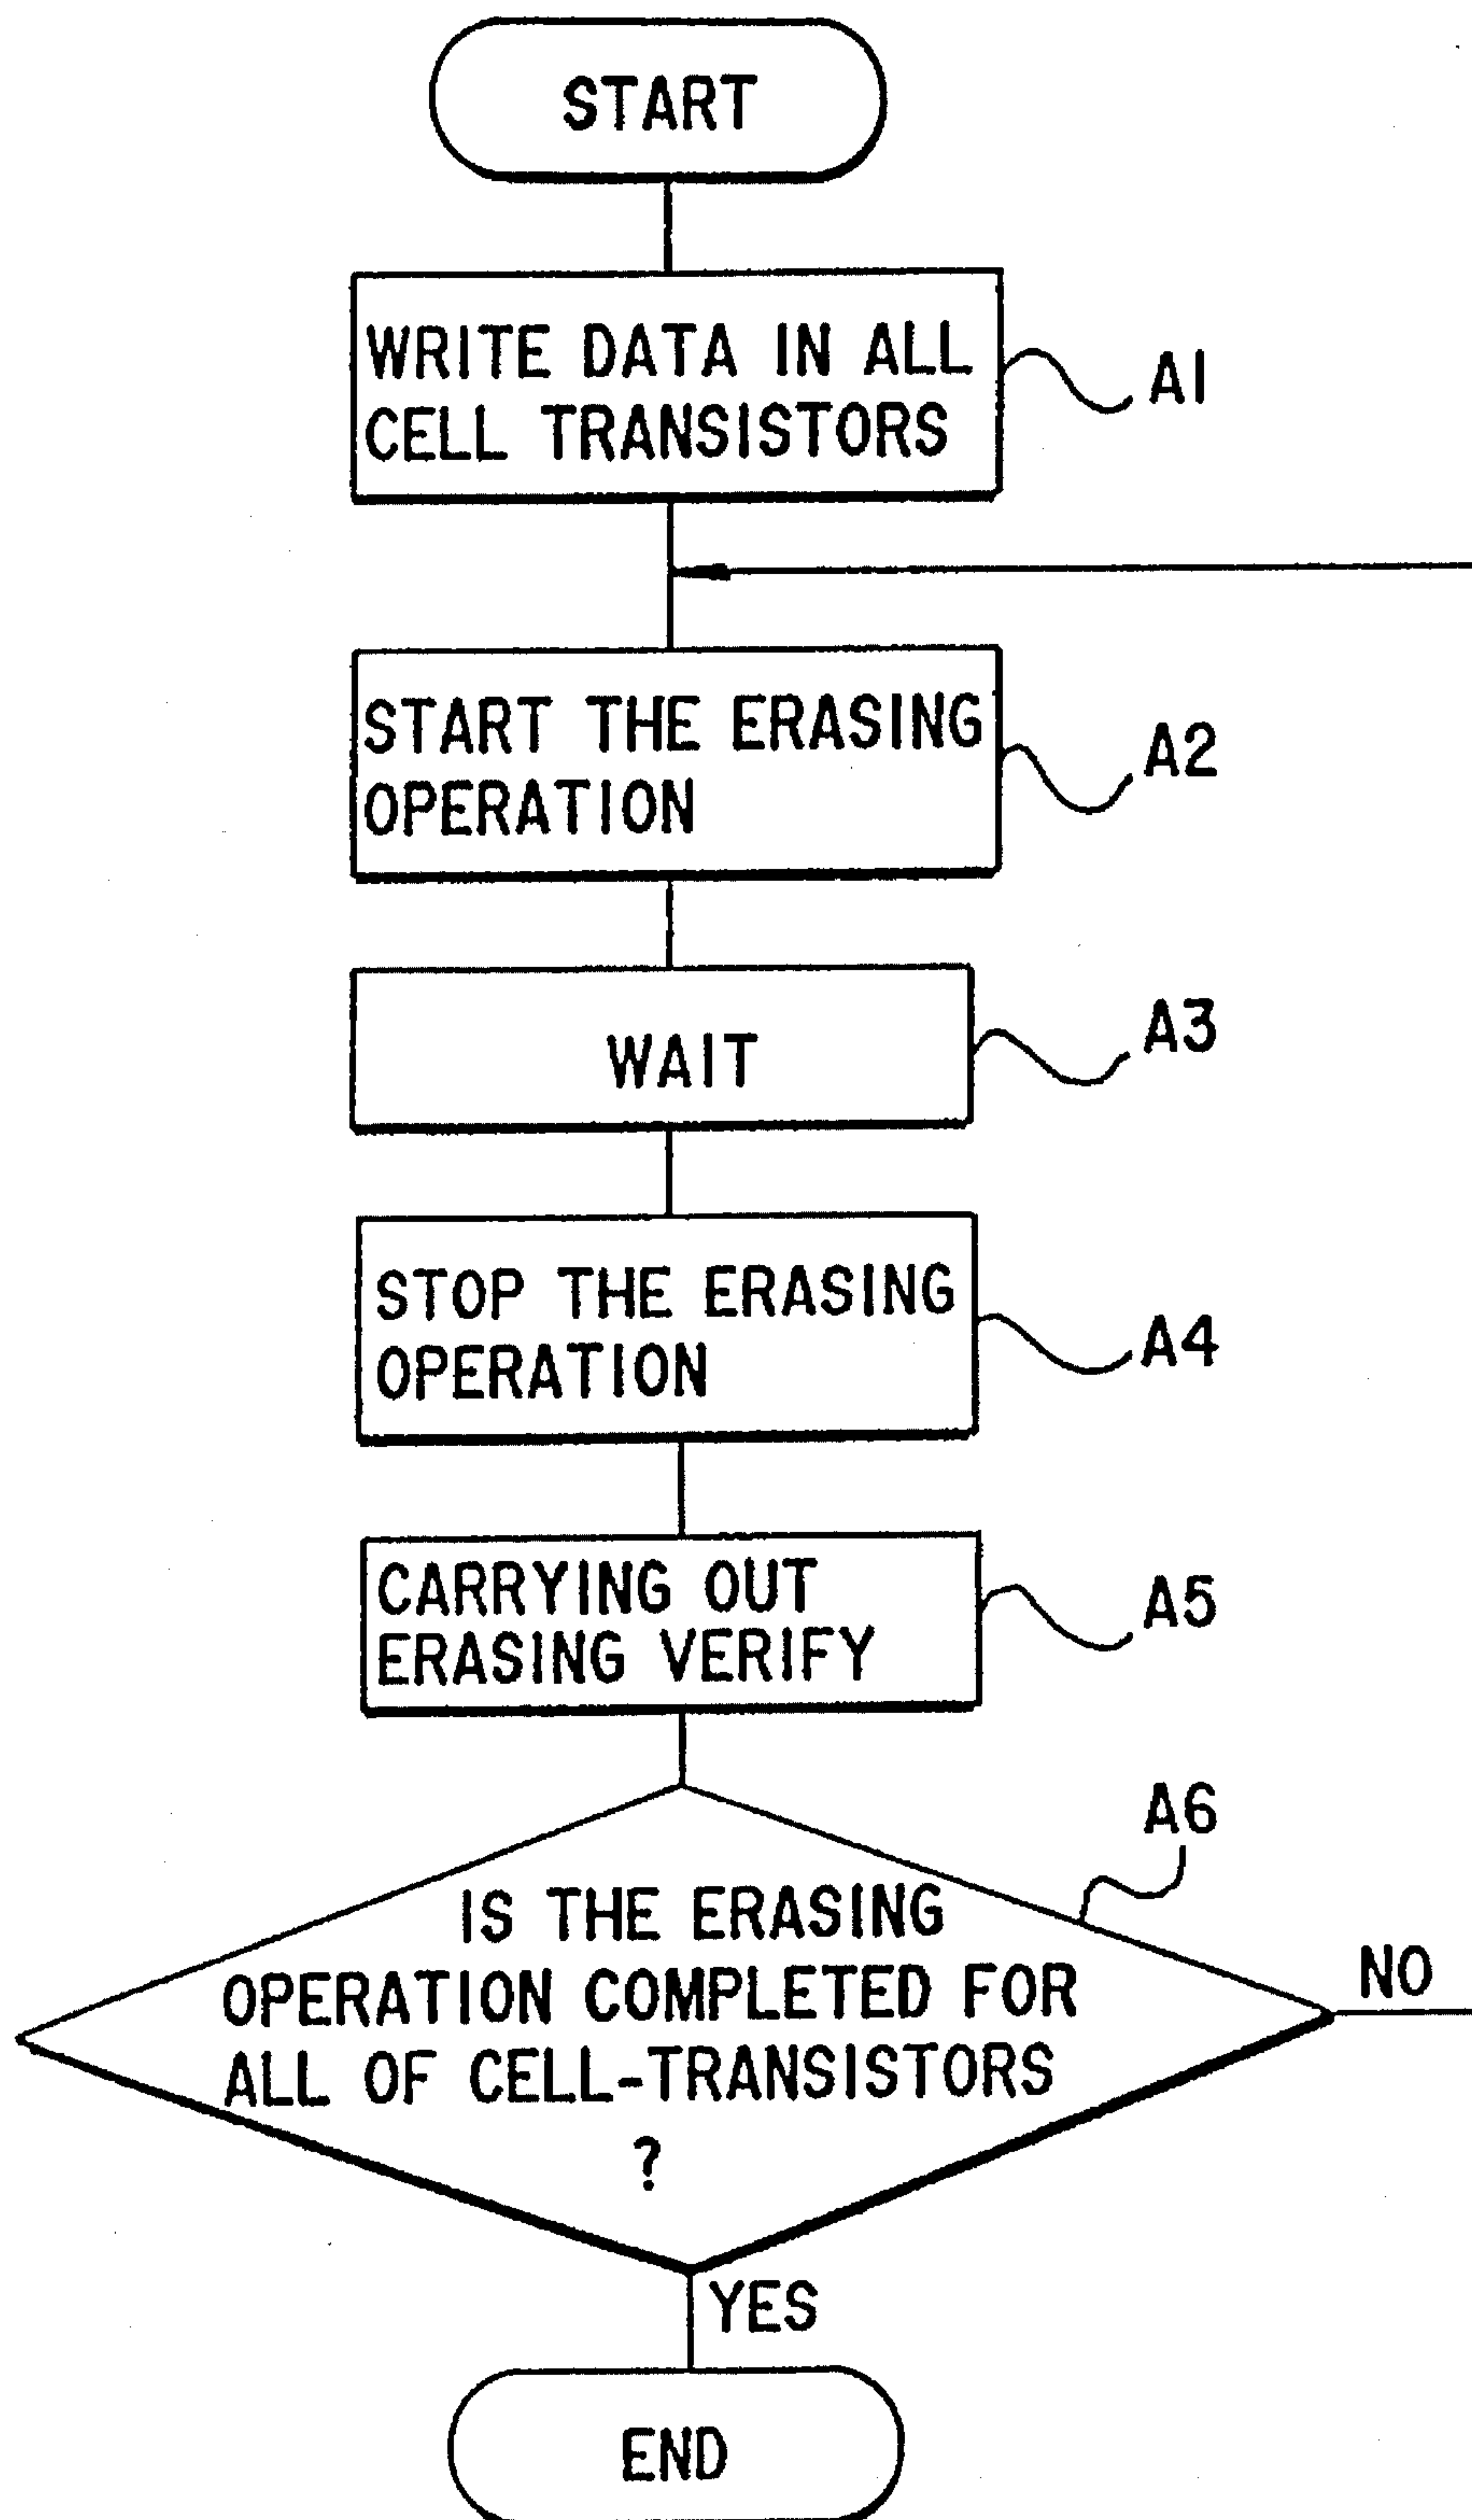 START
WRITE DATA IN ALL
CELL TRANSISTORS
A1
START THE ERASING
OPERATION
A2
WAIT
A3
STOP THE ERASING
OPERATION
A4
CARRYING OUT
ERASING VERIFY
A5
A6
IS THE ERASING
OPERATION COMPLETED FOR
ALL OF CELL-TRANSISTORS
?
NO
YES
END